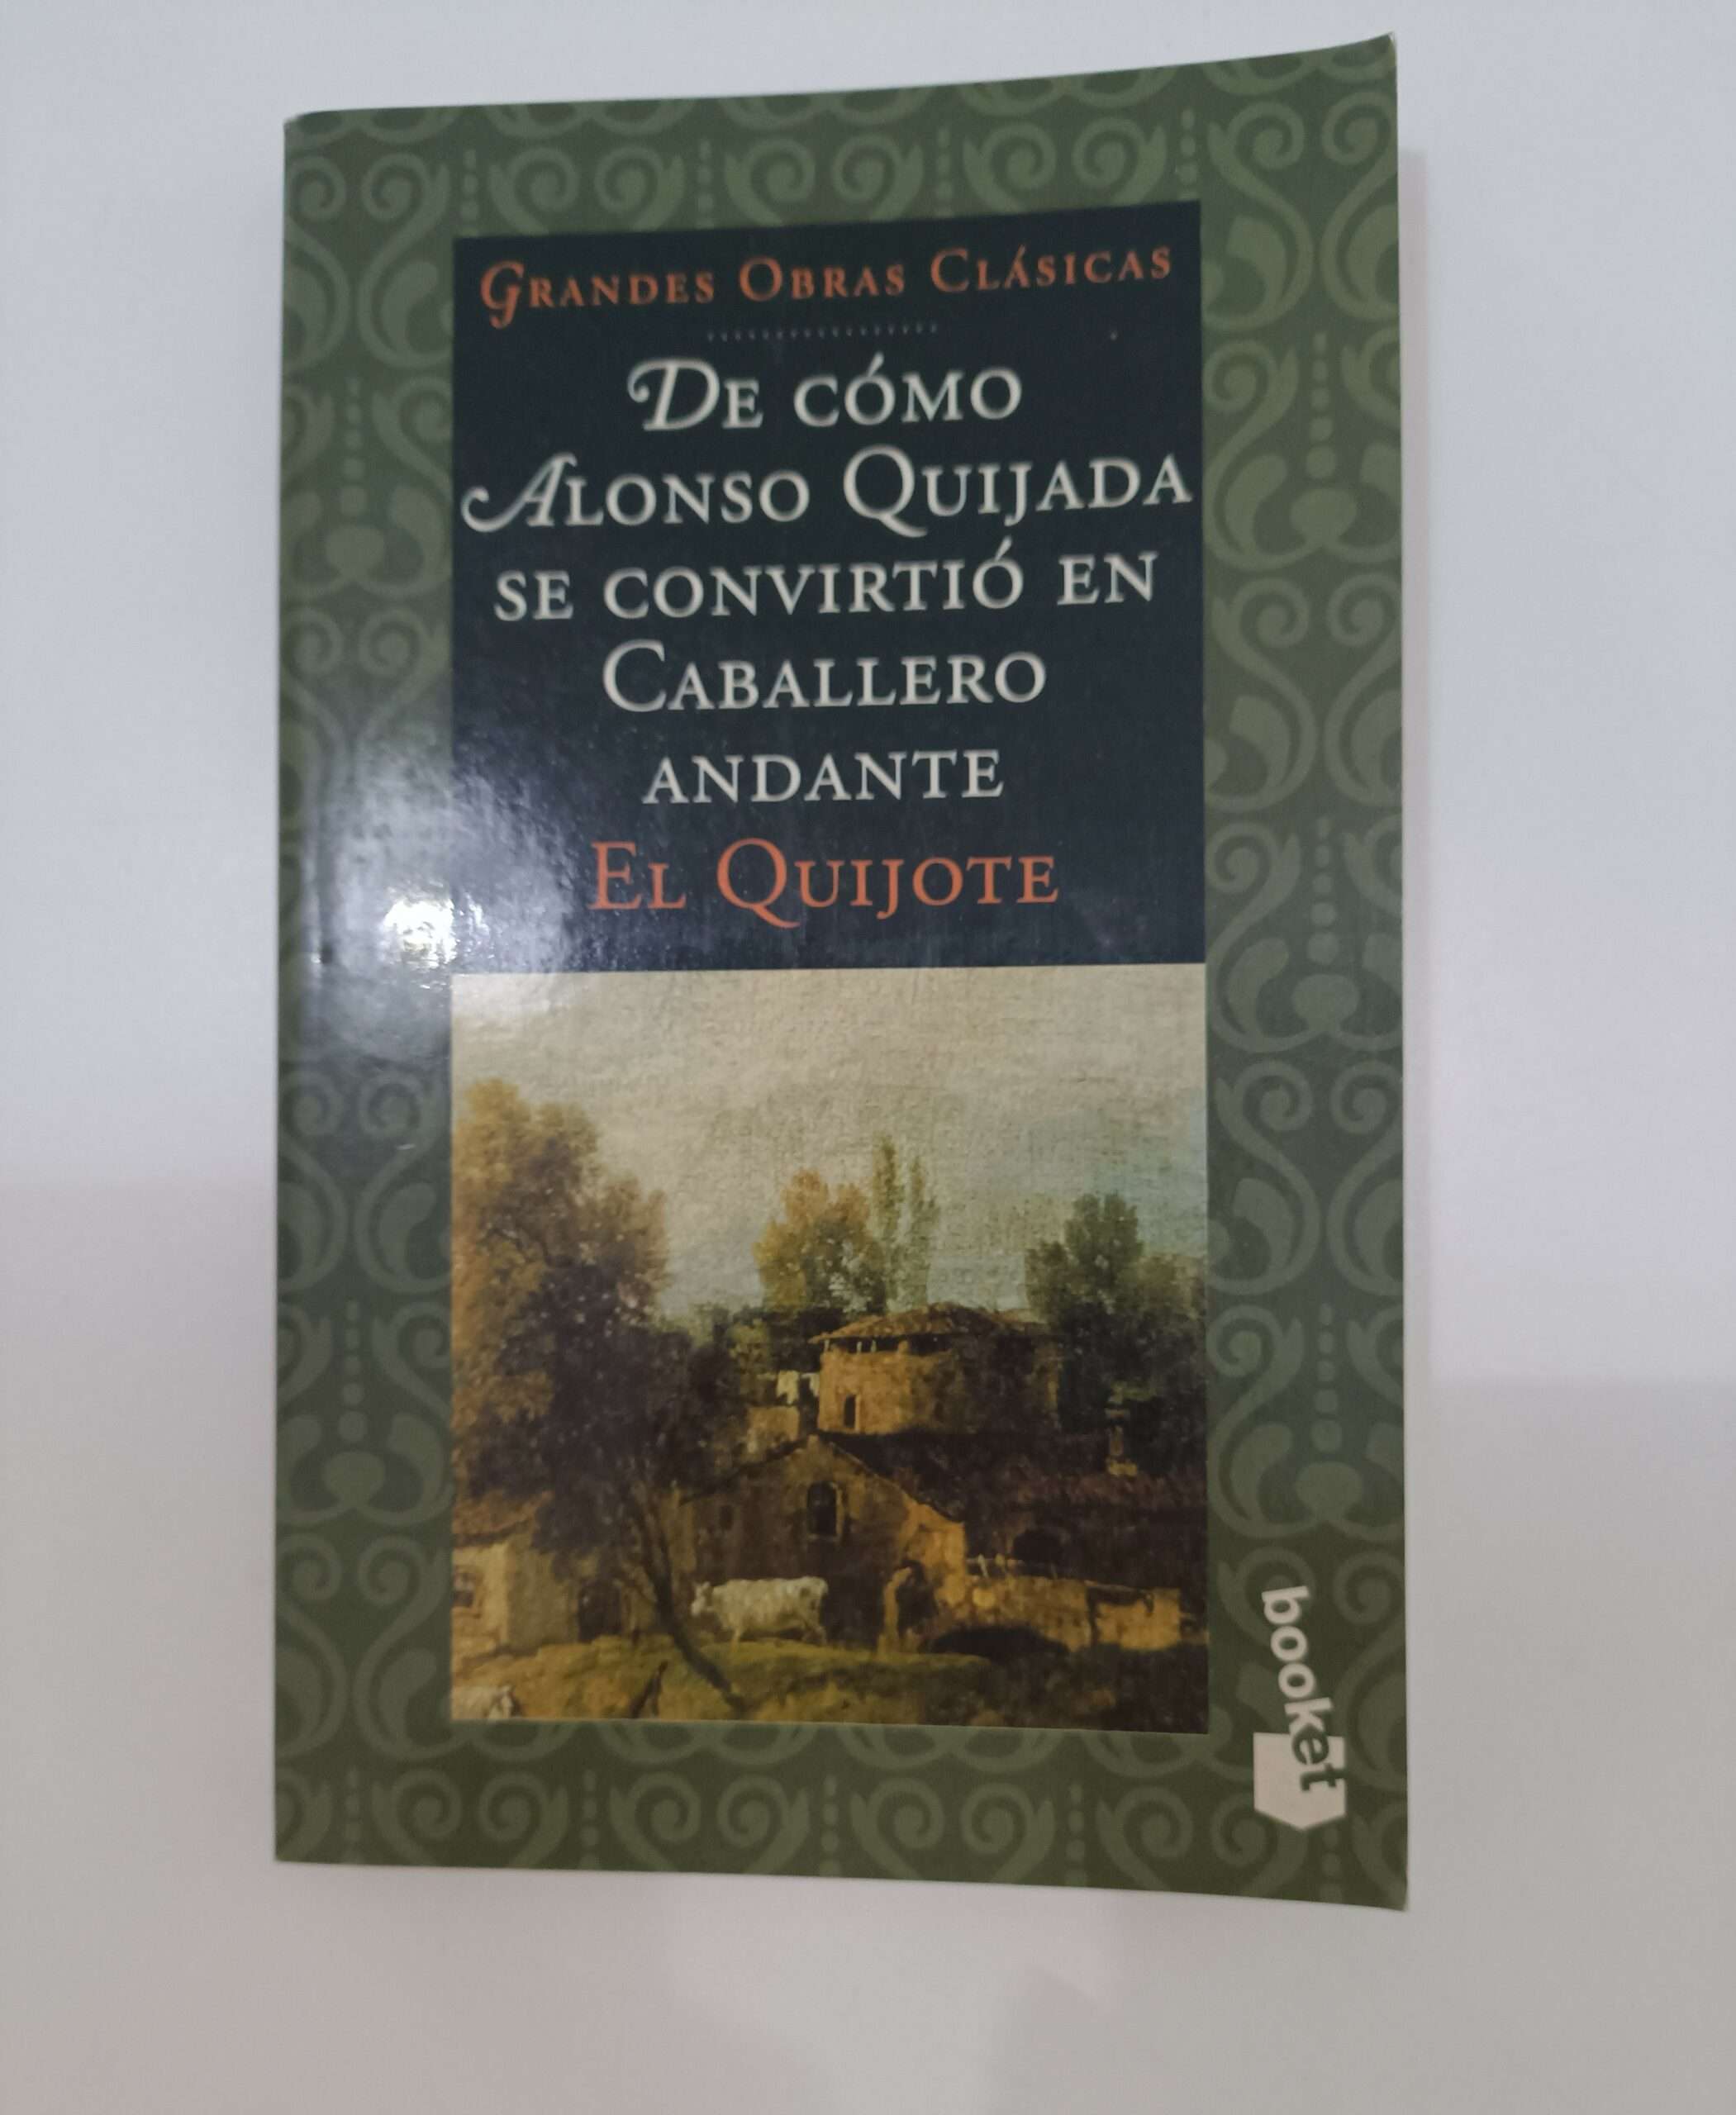 GRANDES OBRAS CLÁSICAS
DE CÓMO
ALONSO QUIJADA
SE CONVIRTIÓ EN
CABALLERO
ANDANTE
EL QUIJOTE
booket